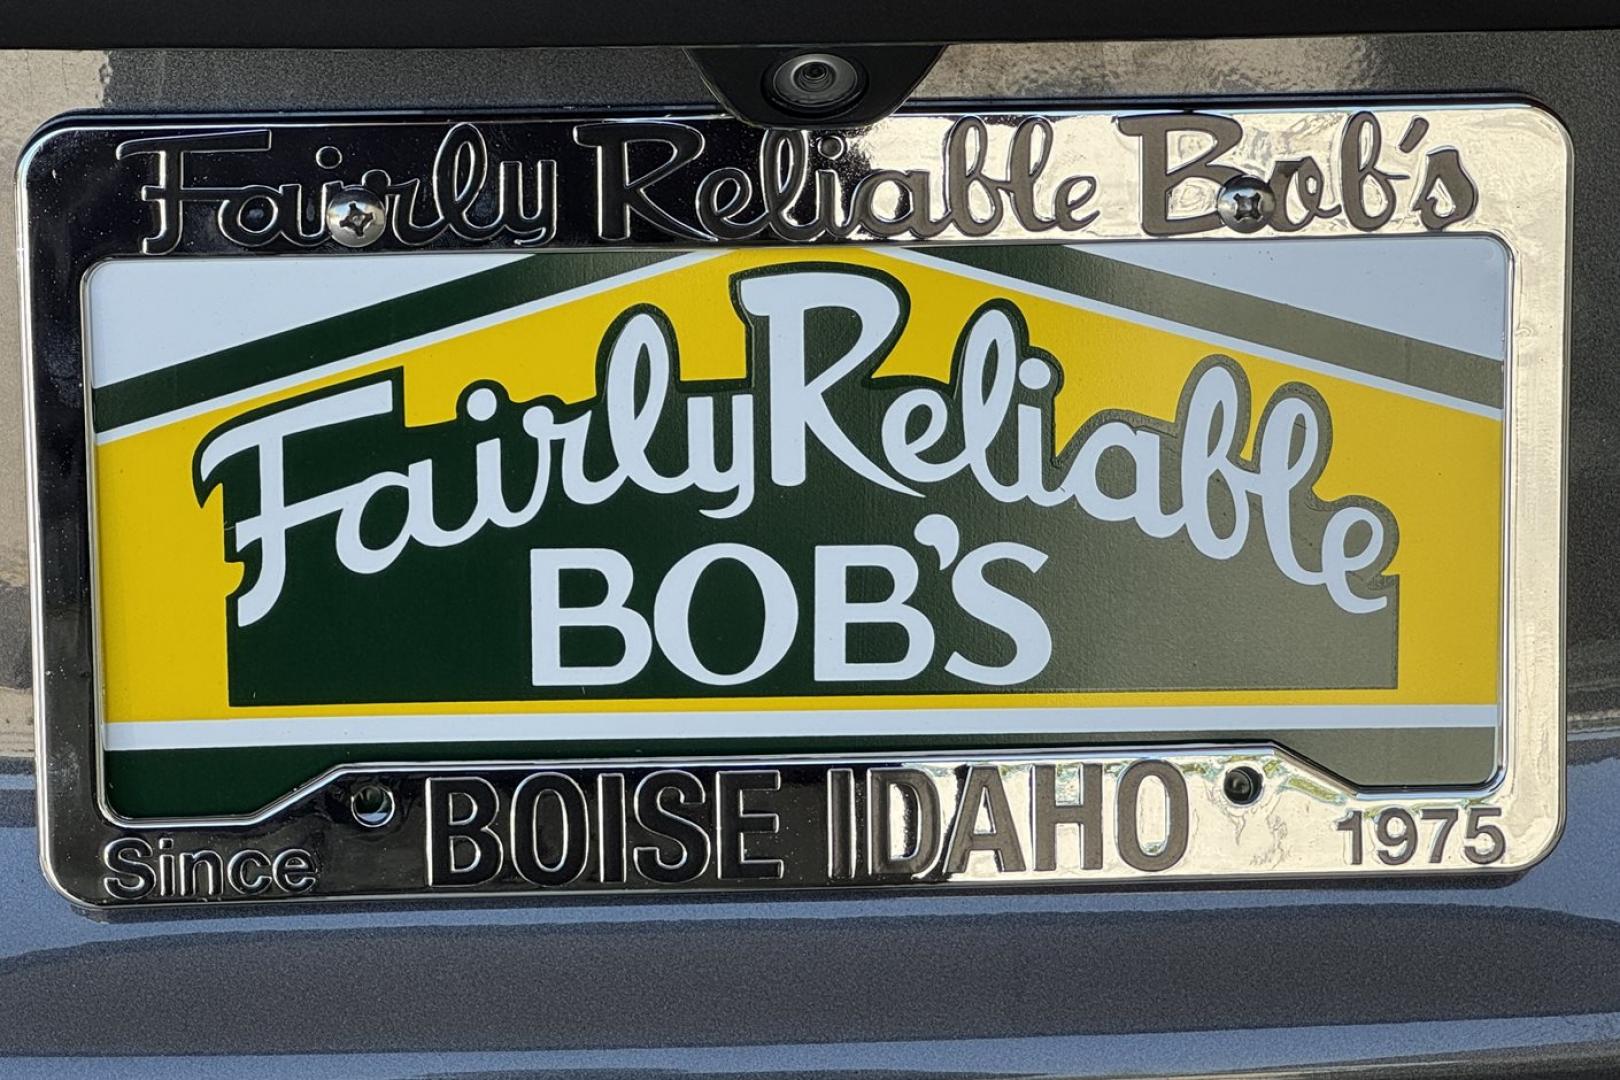 Fairly Reliable Bob's
Fairly Reliable
BOB'S
Since BOISE IDAHO 1975